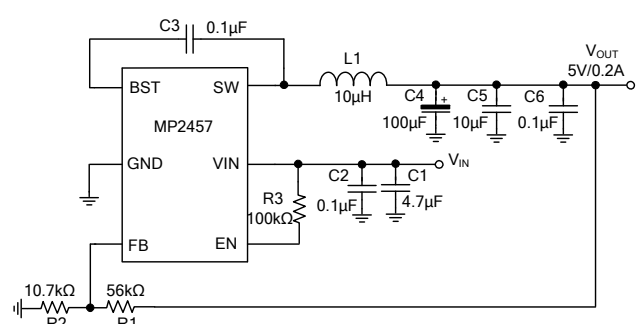 C3
0.1µF
L1
10µH
VOUT
5V/0.2A
BST
SW
C4
+
100µF
C5
10µF
C6
0.1µF
MP2457
GND
VIN
VIN
R3
100kΩ
C2
0.1µF
C1
4.7µF
FB
EN
10.7kΩ
56kΩ
R2
R1